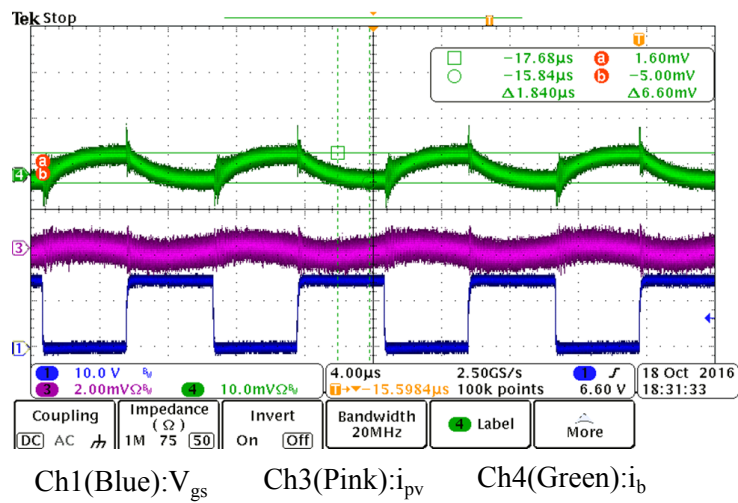 Tek Stop
T
T
−17.68µs a 1.60mV
−15.84µs b −5.00mV
Δ1.840µs Δ6.60mV
a
4 b
3
1
1 10.0 V Bw 4.00µs 2.50GS/s 1 18 Oct 2016
3 2.00mVΩBw 4 10.0mVΩBw T→▼−15.5984µs 100k points 6.60 V 18:31:33
Coupling Impedance Invert Bandwidth 4 Label
(Ω) 20MHz More
DC AC 1M 75 50 On Off
Ch1(Blue):Vgs Ch3(Pink):ipv Ch4(Green):ib